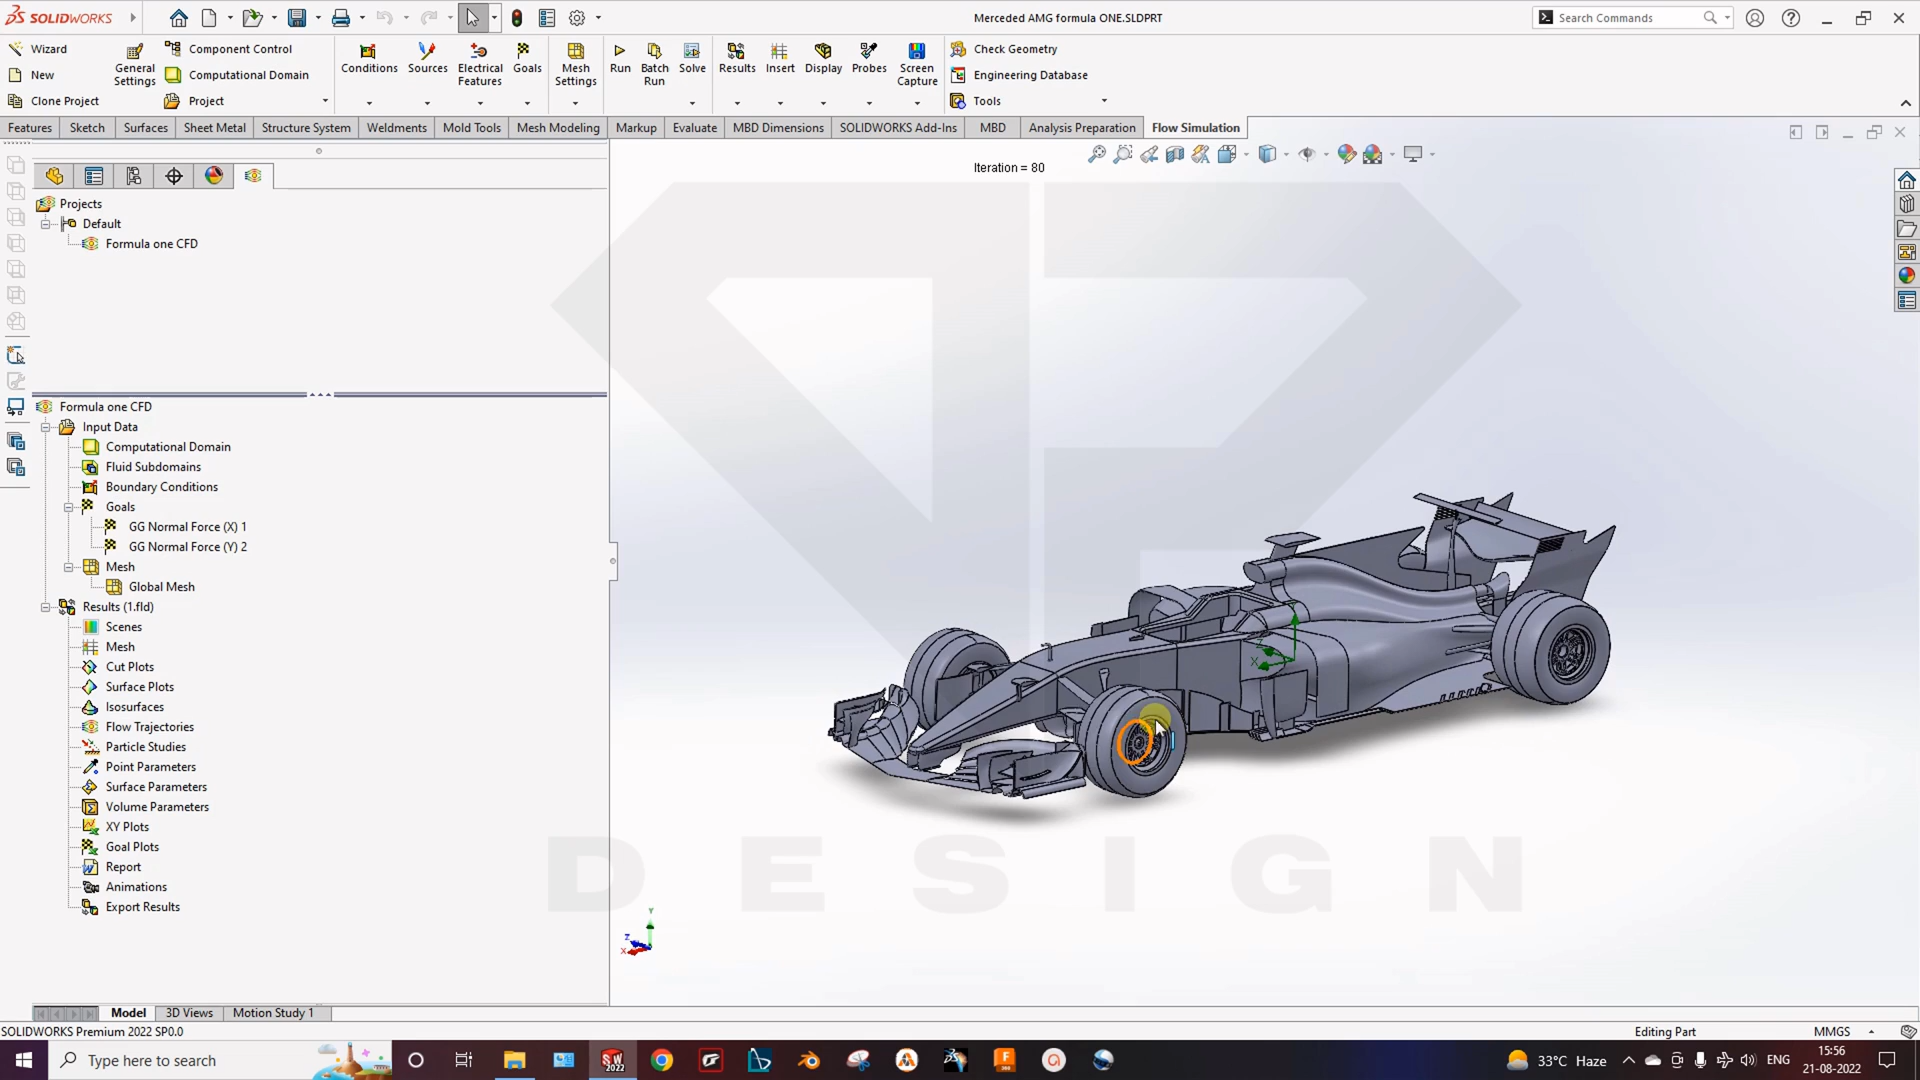 SOLIDWORKS
Merceded AMG formula ONE.SLDPRT
Search Commands
Wizard
New
Clone Project
General Settings
Component Control
Computational Domain
Project
Conditions
Sources
Electrical Features
Goals
Mesh Settings
Run
Batch Run
Solve
Results
Insert
Display
Probes
Screen Capture
Check Geometry
Engineering Database
Tools
Features
Sketch
Surfaces
Sheet Metal
Structure System
Weldments
Mold Tools
Mesh Modeling
Markup
Evaluate
MBD Dimensions
SOLIDWORKS Add-Ins
MBD
Analysis Preparation
Flow Simulation
Iteration = 80
Projects
Default
Formula one CFD
Formula one CFD
Input Data
Computational Domain
Fluid Subdomains
Boundary Conditions
Goals
GG Normal Force (X) 1
GG Normal Force (Y) 2
Mesh
Global Mesh
Results (1.fld)
Scenes
Mesh
Cut Plots
Surface Plots
Isosurfaces
Flow Trajectories
Particle Studies
Point Parameters
Surface Parameters
Volume Parameters
XY Plots
Goal Plots
Report
Animations
Export Results
X
Z
Y
Z
X
DESIGN
Model
3D Views
Motion Study 1
SOLIDWORKS Premium 2022 SP0.0
Editing Part
MMGS
Type here to search
SW
2022
33°C Haze
ENG
15:56
21-08-2022